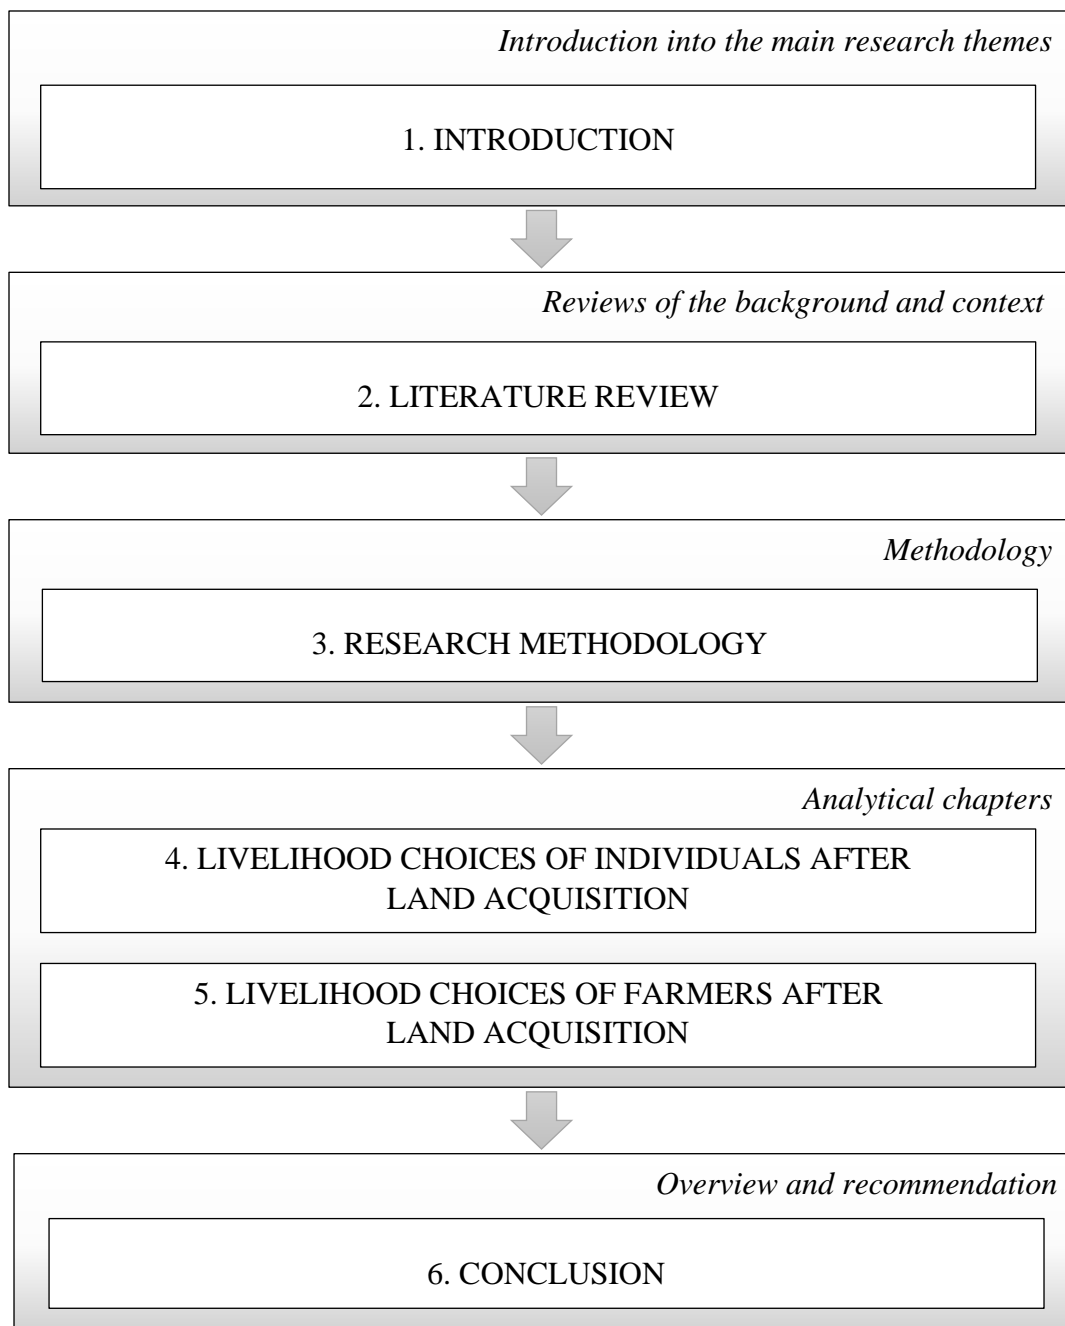 Introduction into the main research themes
1. INTRODUCTION
Reviews of the background and context
2. LITERATURE REVIEW
Methodology
3. RESEARCH METHODOLOGY
Analytical chapters
4. LIVELIHOOD CHOICES OF INDIVIDUALS AFTER
LAND ACQUISITION
5. LIVELIHOOD CHOICES OF FARMERS AFTER
LAND ACQUISITION
Overview and recommendation
6. CONCLUSION